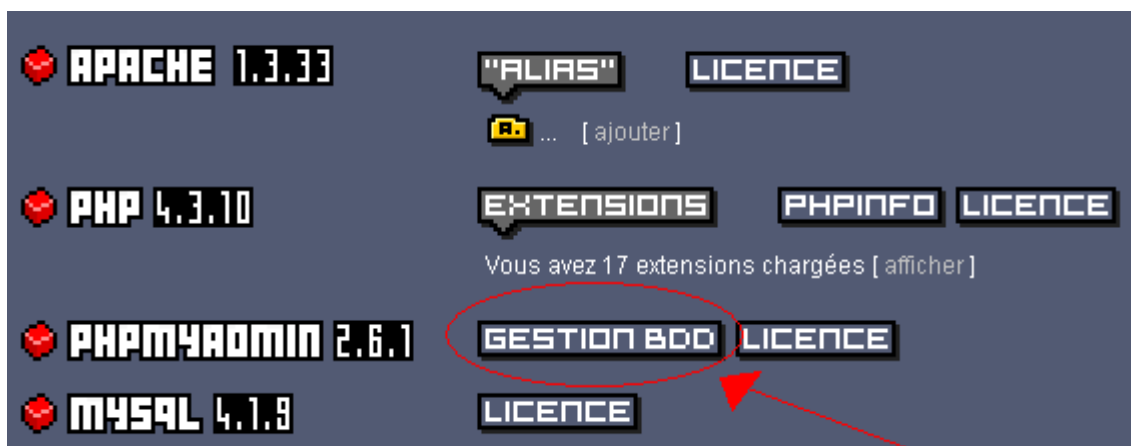 APACHE 1.3.33 "ALIAS" LICENCE
A. ... [ ajouter ]
PHP 4.3.10 EXTENSIONS PHPINFO LICENCE
Vous avez 17 extensions chargées [ afficher ]
PHPMYADMIN 2.6.1 GESTION BDD LICENCE
MYSQL 4.1.9 LICENCE